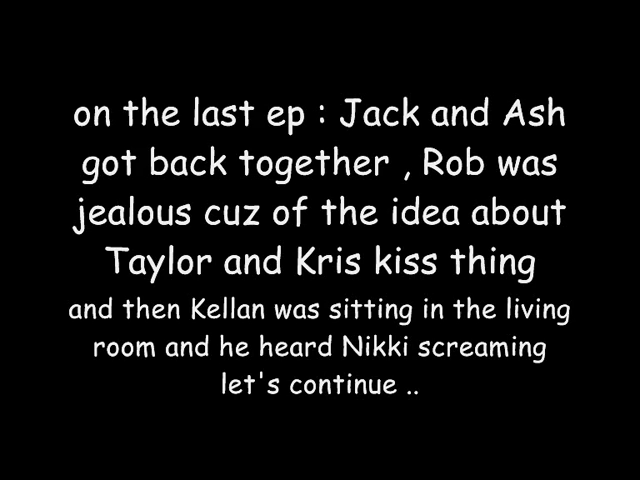 on the last ep : Jack and Ash
got back together , Rob was
jealous cuz of the idea about
Taylor and Kris kiss thing
and then Kellan was sitting in the living
room and he heard Nikki screaming
let's continue ..